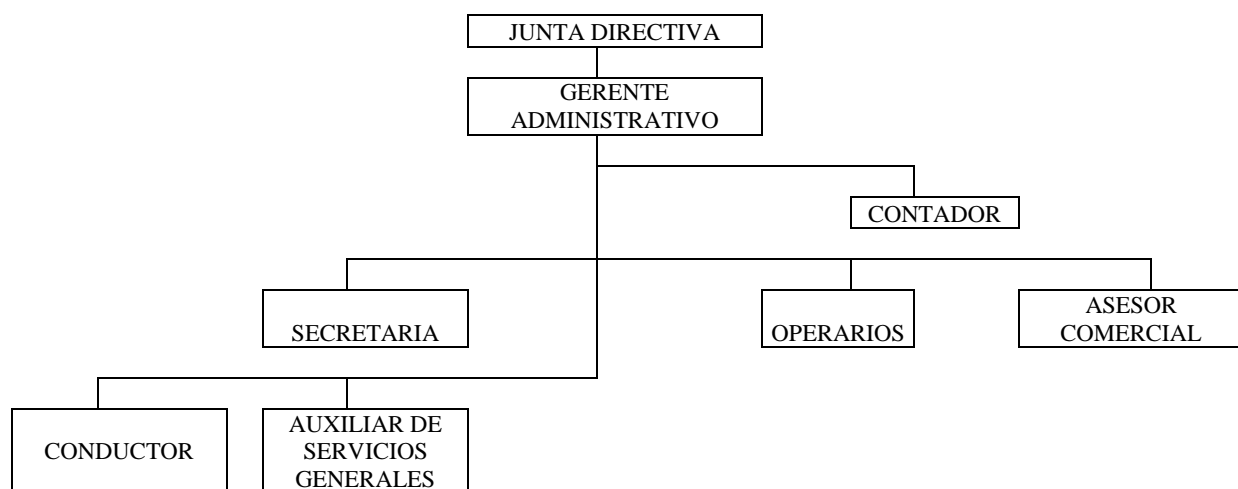 JUNTA DIRECTIVA
GERENTE
ADMINISTRATIVO
CONTADOR
SECRETARIA
OPERARIOS
ASESOR
COMERCIAL
CONDUCTOR
AUXILIAR DE
SERVICIOS
GENERALES